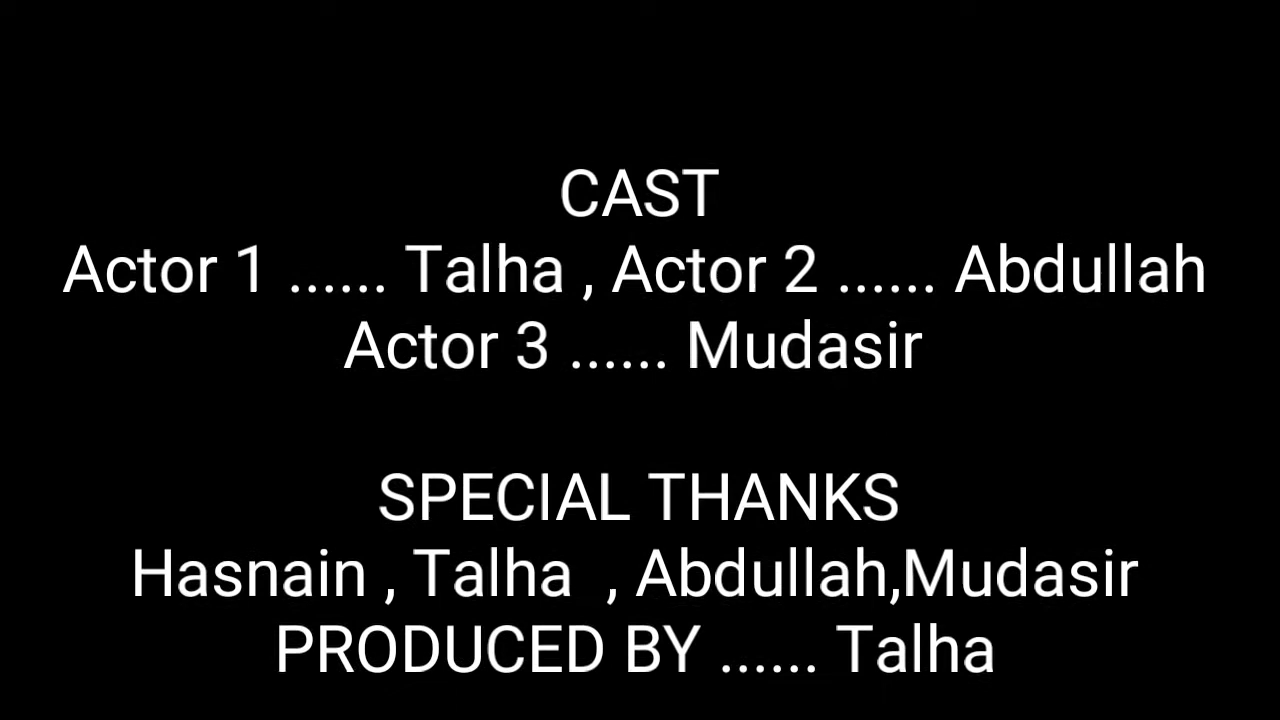 CAST
Actor 1 ...... Talha , Actor 2 ...... Abdullah
Actor 3 ...... Mudasir
SPECIAL THANKS
Hasnain , Talha  , Abdullah,Mudasir
PRODUCED BY ...... Talha